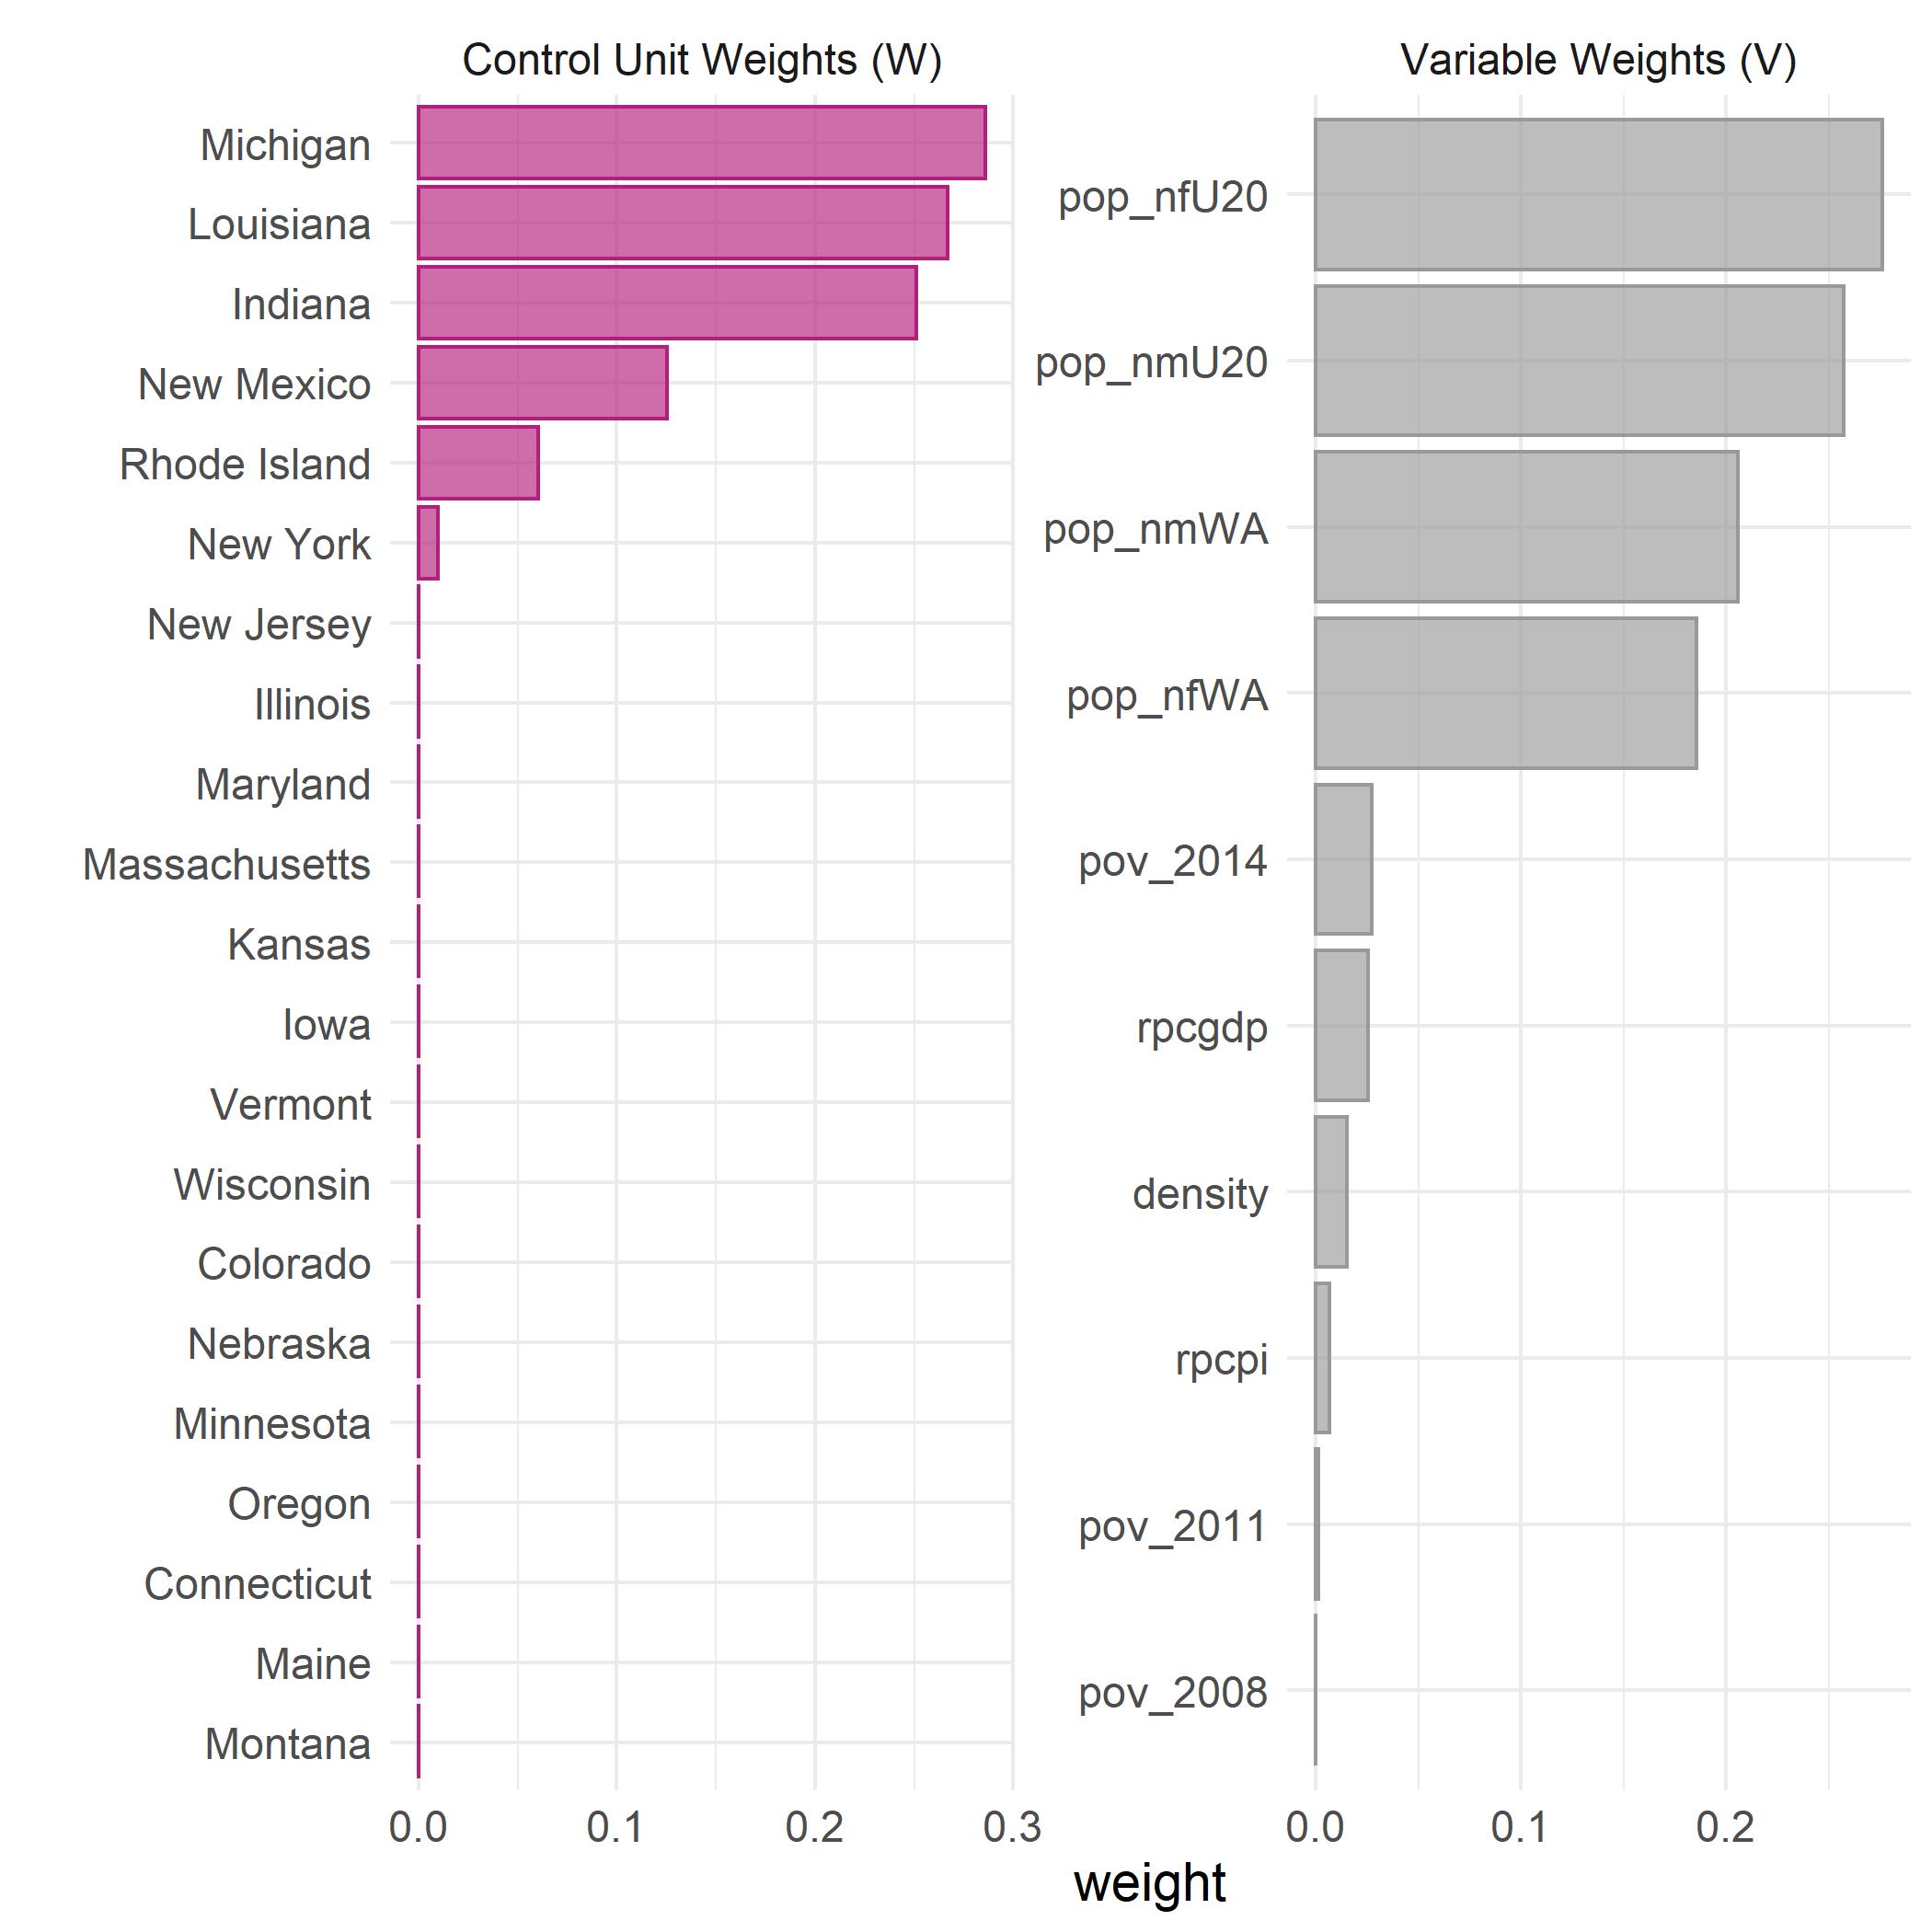 Control Unit Weights (W)
Michigan
Louisiana
Indiana
New Mexico
Rhode Island
New York
New Jersey
Illinois
Maryland
Massachusetts
Kansas
Iowa
Vermont
Wisconsin
Colorado
Nebraska
Minnesota
Oregon
Connecticut
Maine
Montana
0.0 0.1 0.2 0.3
Variable Weights (V)
pop_nfU20
pop_nmU20
pop_nmWA
pop_nfWA
pov_2014
rpcgdp
density
rpcpi
pov_2011
pov_2008
0.0 0.1 0.2
weight